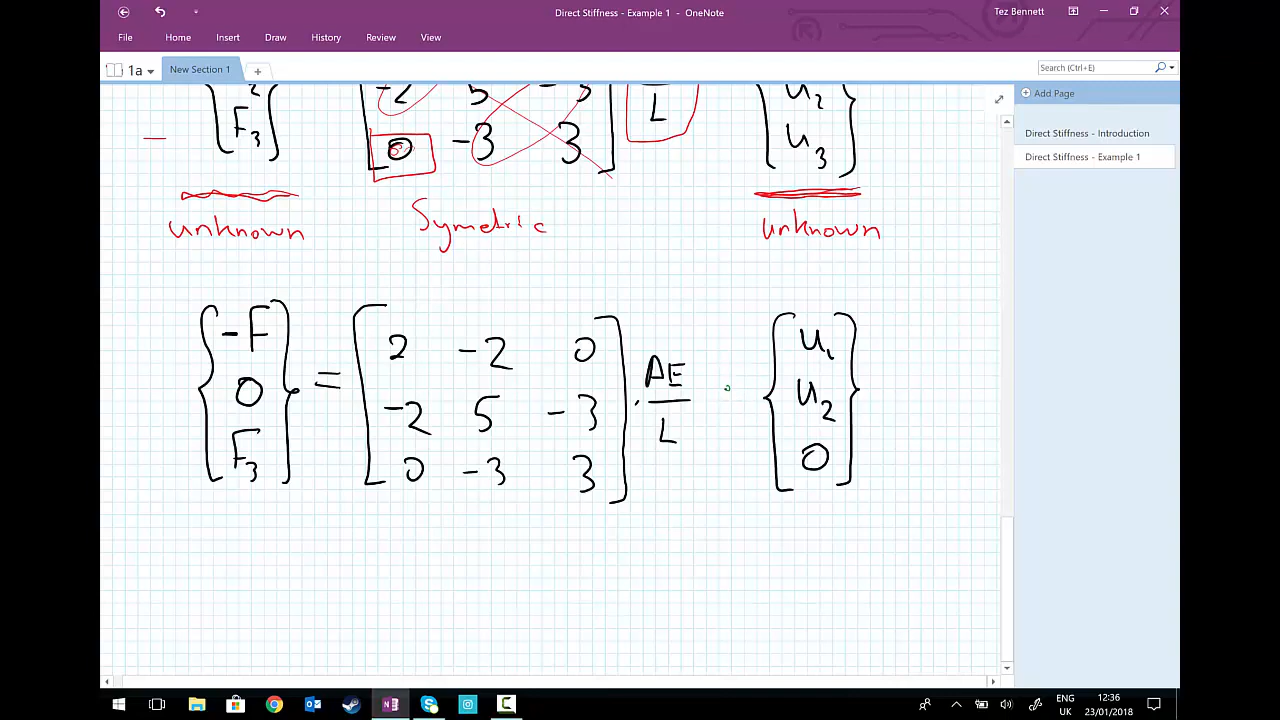 Direct Stiffness - Example 1 - OneNote
Tez Bennett
File Home Insert Draw History Review View
1a New Section 1 +
Search (Ctrl+E)
Add Page
Direct Stiffness - Introduction
Direct Stiffness - Example 1
2 -2 5 -3 L u2
F3 0 -3 3 u3
unknown Symetric unknown
-F 2 -2 0 AE u1
0 = -2 5 -3 · L · u2
F3 0 -3 3 0
ENG
UK
12:36
23/01/2018